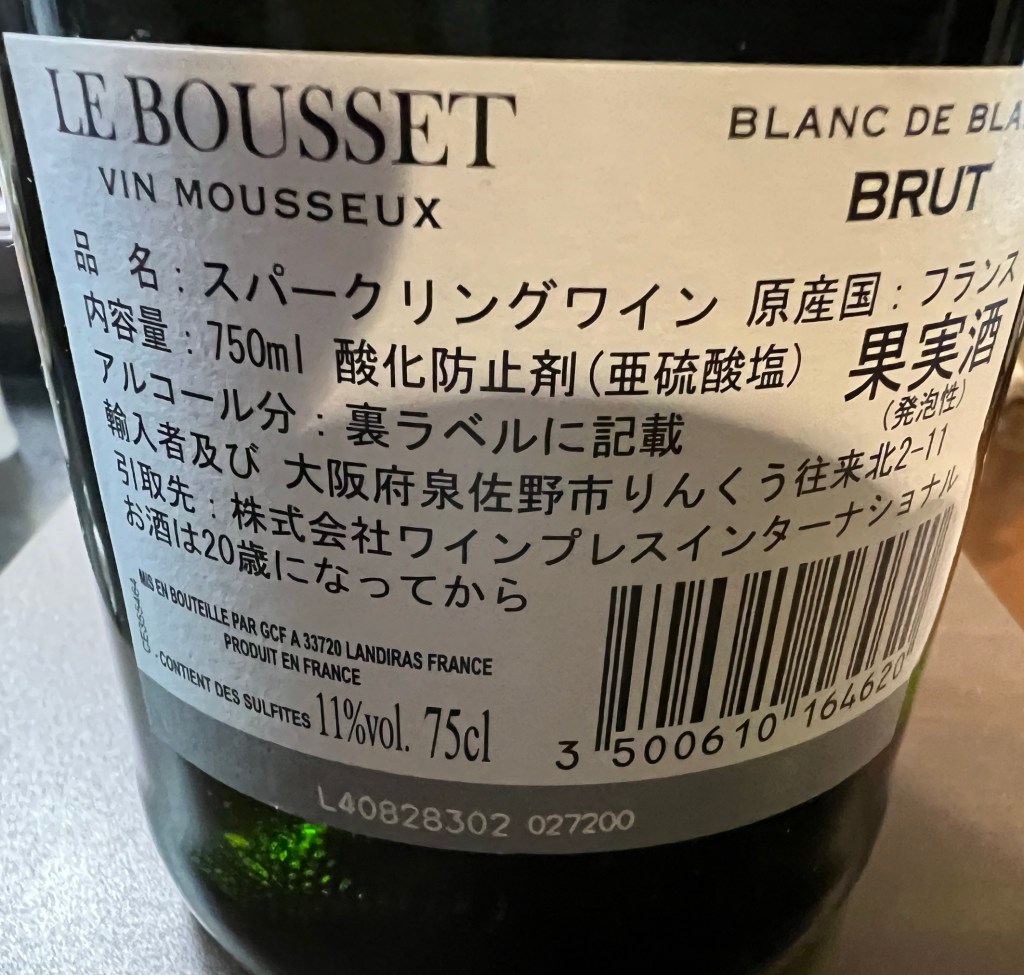 LE BOUSSET
VIN MOUSSEUX
BLANC DE BLA
BRUT
品 名 : スパークリングワイン 原産国 : フランス
内容量 : 750ml 酸化防止剤(亜硫酸塩)
果実酒
(発泡性)
アルコール分 : 裏ラベルに記載
輸入者及び 大阪府泉佐野市りんくう往来北2-11
引取先 : 株式会社ワインプレスインターナショナル
お酒は20歳になってから
MIS EN BOUTEILLE PAR GCF A 33720 LANDIRAS FRANCE
PRODUIT EN FRANCE
CONTIENT DES SULFITES 11%vol. 75cl
3 500610 164620
L40828302 027200